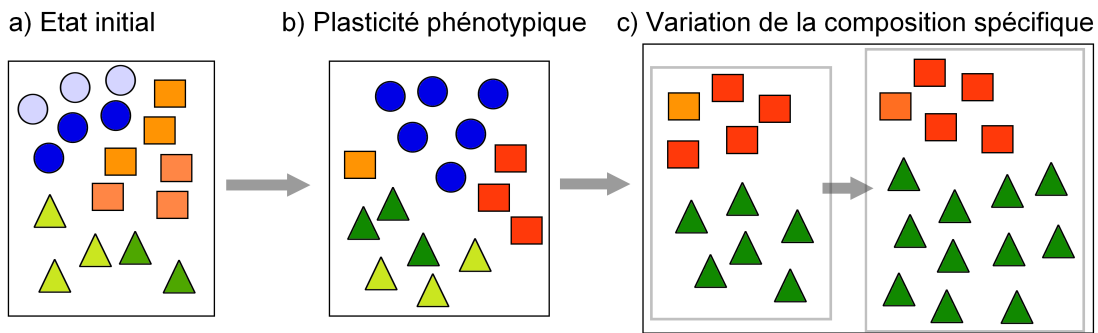 a) Etat initial
b) Plasticité phénotypique
c) Variation de la composition spécifique